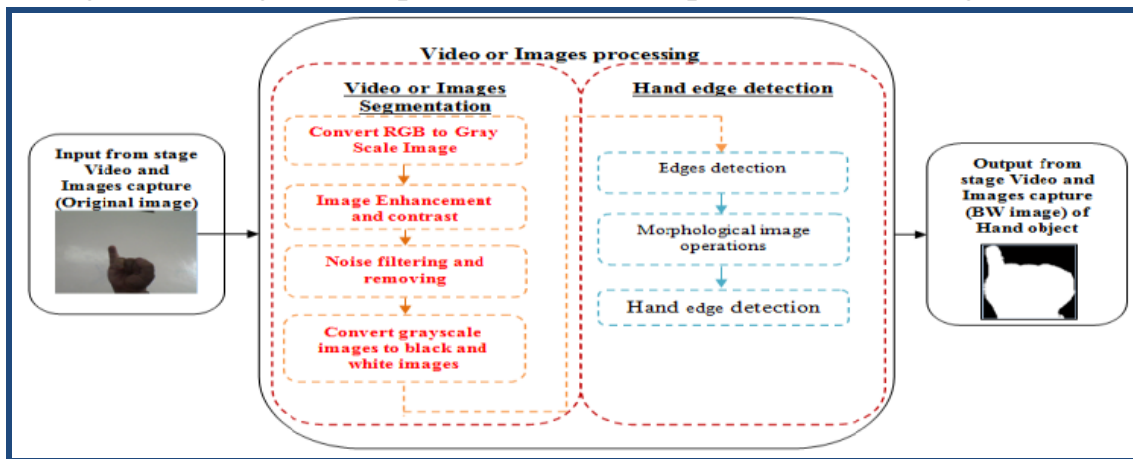 Video or Images processing
Input from stage
Video and
Images capture
(Original image)
Video or Images
Segmentation
Convert RGB to Gray
Scale Image
Image Enhancement
and contrast
Noise filtering and
removing
Convert grayscale
images to black and
white images
Hand edge detection
Edges detection
Morphological image
operations
Hand edge detection
Output from
stage Video and
Images capture
(BW image) of
Hand object